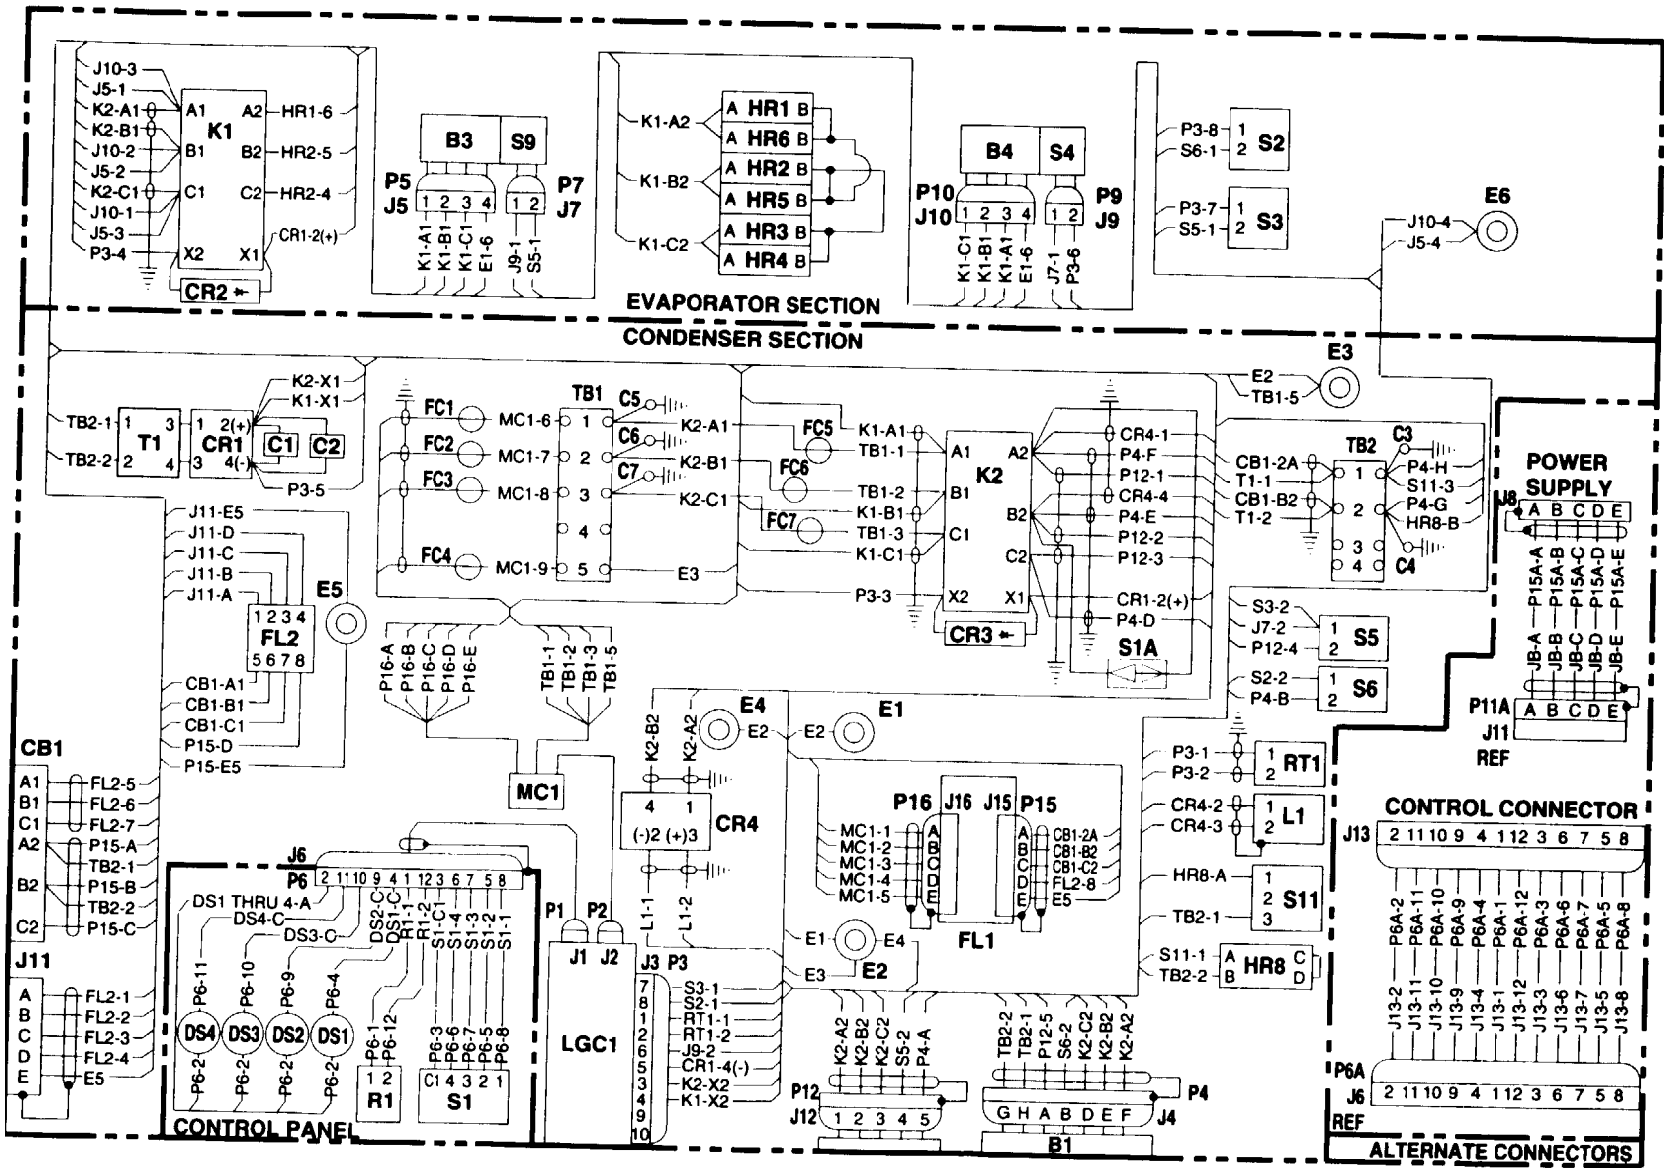 J10-3
J5-1
K2-A1
K2-B1
J10-2
J5-2
K2-C1
J10-1
J5-3
P3-4
A1 A2
K1
B1 B2
C1 C2
X2 X1
HR1-6
HR2-5
HR2-4
CR1-2(+)
CR2
B3 S9
P5 P7
J5 1 2 3 4 1 2 J7
K1-A1
K1-B1
K1-C1
E1-6
J9-1
S5-1
K1-A2
K1-B2
K1-C2
A HR1 B
A HR6 B
A HR2 B
A HR5 B
A HR3 B
A HR4 B
B4 S4
P10 P9
J10 1 2 3 4 1 2 J9
K1-C1
K1-B1
K1-A1
E1-6
J7-1
P3-6
P3-8 1 S2
S6-1 2
P3-7 1 S3
S5-1 2
E6
J10-4
J5-4
EVAPORATOR SECTION
CONDENSER SECTION
TB2-1
TB2-2
1 3
T1
2 4
1 2(+)
CR1
3 4(-)
K2-X1
K1-X1
C1 C2
P3-5
FC1
FC2
FC3
FC4
MC1-6
MC1-7
MC1-8
MC1-9
TB1
1
2
3
4
5
C5
C6
C7
K2-A1
K2-B1
K2-C1
E3
FC5
FC6
FC7
K1-A1
TB1-1
TB1-2
K1-B1
TB1-3
K1-C1
P3-3
A1 A2
K2
B1 B2
C1 C2
X2 X1
CR3
CR4-1
P4-F
P12-1
CR4-4
P4-E
P12-2
P12-3
CR1-2(+)
P4-D
S1A
E3
E2
TB1-5
CB1-2A
T1-1
CB1-B2
T1-2
TB2
1
2
3
4
C3
P4-H
S11-3
P4-G
HR8-B
C4
POWER
SUPPLY
J8
A B C D E
P15A-A
P15A-B
P15A-C
P15A-D
P15A-E
JB-A
JB-B
JB-C
JB-D
JB-E
P11A A B C D E
J11
REF
J11-E5
J11-D
J11-C
J11-B
J11-A
E5
1 2 3 4
FL2
5 6 7 8
CB1-A1
CB1-B1
CB1-C1
P15-D
P15-E5
P16-A
P16-B
P16-C
P16-D
P16-E
TB1-1
TB1-2
TB1-3
TB1-5
MC1
S3-2
J7-2
P12-4
1 S5
2
S2-2
P4-B
1 S6
2
K2-B2
K2-A2
E4
E2
E1
E2
4 1
CR4
(-)2 (+)3
L1-1
L1-2
P3-1
P3-2
1 RT1
2
CR4-2
CR4-3
1 L1
2
HR8-A
TB2-1
1
2 S11
3
S11-1
TB2-2
A C
HR8
B D
CB1
A1 FL2-5
B1 FL2-6
C1 FL2-7
A2 P15-A
TB2-1
B2 P15-B
TB2-2
C2 P15-C
J11
A FL2-1
B FL2-2
C FL2-3
D FL2-4
E E5
P16 J16 J15 P15
MC1-1 A A CB1-2A
MC1-2 B B CB1-B2
MC1-3 C C CB1-C2
MC1-4 D D FL2-8
MC1-5 E E E5
FL1
E1 E4
E3 E2
J6
P6
2 11 10 9 4 1 12 3 6 7 5 8
DS1 THRU 4-A
DS4-C
DS3-C
DS2-C
DS1-C
R1-1
R1-2
S1-C1
S1-4
S1-3
S1-2
S1-1
P6-11
P6-10
P6-9
P6-4
DS4 DS3 DS2 DS1
P6-2
P6-2
P6-2
P6-2
P6-1
P6-12
1 2
R1
P6-3
P6-6
P6-7
P6-5
P6-8
C1 4 3 2 1
S1
CONTROL PANEL
P1 P2
J1 J2
LGC1
J3 P3
7 S3-1
8 S2-1
1 RT1-1
2 RT1-2
6 J9-2
5 CR1-4(-)
3 K2-X2
4 K1-X2
9
10
K2-A2
K2-B2
K2-C2
S5-2
P4-A
P12
J12 1 2 3 4 5
TB2-2
TB2-1
P12-5
S6-2
K2-C2
K2-B2
K2-A2
P4
G H A B D E F J4
B1
CONTROL CONNECTOR
J13
2 11 10 9 4 1 12 3 6 7 5 8
P6A-2
P6A-11
P6A-10
P6A-9
P6A-4
P6A-1
P6A-12
P6A-3
P6A-6
P6A-7
P6A-5
P6A-8
J13-2
J13-11
J13-10
J13-9
J13-4
J13-1
J13-12
J13-3
J13-6
J13-7
J13-5
J13-8
P6A
J6
2 11 10 9 4 1 12 3 6 7 5 8
REF
ALTERNATE CONNECTORS